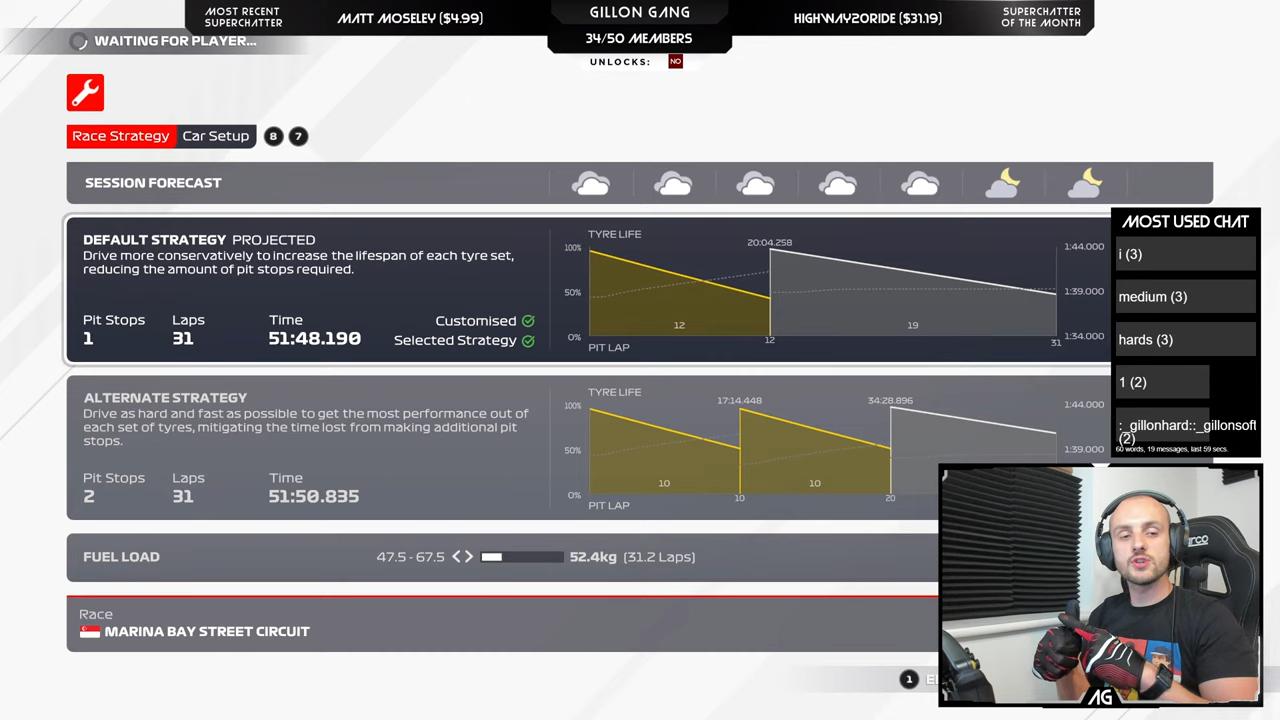 MOST RECENT
SUPERCHATTER
MATT MOSELEY ($4.99)
GILLON GANG
34/50 MEMBERS
UNLOCKS: NO
HIGHWAY2ORIDE ($31.19)
SUPERCHATTER
OF THE MONTH
WAITING FOR PLAYER...
Race Strategy
Car Setup
8
7
SESSION FORECAST
DEFAULT STRATEGY PROJECTED
Drive more conservatively to increase the lifespan of each tyre set,
reducing the amount of pit stops required.
Pit Stops Laps Time
1 31 51:48.190
Customised
Selected Strategy
TYRE LIFE
100%
50%
0%
20:04.258
12
19
PIT LAP
12
31
1:44.000
1:39.000
1:34.000
ALTERNATE STRATEGY
Drive as hard and fast as possible to get the most performance out of
each set of tyres, mitigating the time lost from making additional pit
stops.
Pit Stops Laps Time
2 31 51:50.835
TYRE LIFE
100%
50%
0%
17:14.448
34:28.896
10
10
PIT LAP
10
20
1:44.000
1:39.000
FUEL LOAD
47.5 - 67.5
52.4kg (31.2 Laps)
Race
MARINA BAY STREET CIRCUIT
1
MOST USED CHAT
i (3)
medium (3)
hards (3)
1 (2)
:_gillonhard::_gillonsoft
(2)
60 words, 19 messages, last 59 secs.
arco
AG